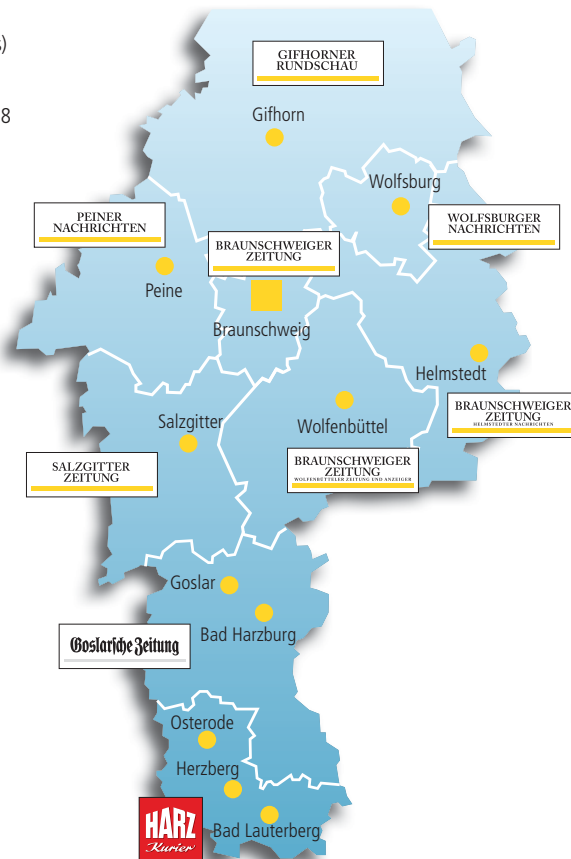 s)
8
GIFHORNER
RUNDSCHAU
Gifhorn
Wolfsburg
PEINER
NACHRICHTEN
WOLFSBURGER
NACHRICHTEN
BRAUNSCHWEIGER
ZEITUNG
Peine
Braunschweig
Helmstedt
BRAUNSCHWEIGER
ZEITUNG
HELMSTEDTER NACHRICHTEN
Salzgitter
Wolfenbüttel
SALZGITTER
ZEITUNG
BRAUNSCHWEIGER
ZEITUNG
WOLFENBÜTTELER ZEITUNG UND ANZEIGER
Goslar
Bad Harzburg
Goslarsche Zeitung
Osterode
Herzberg
HARZ
Kurier
Bad Lauterberg